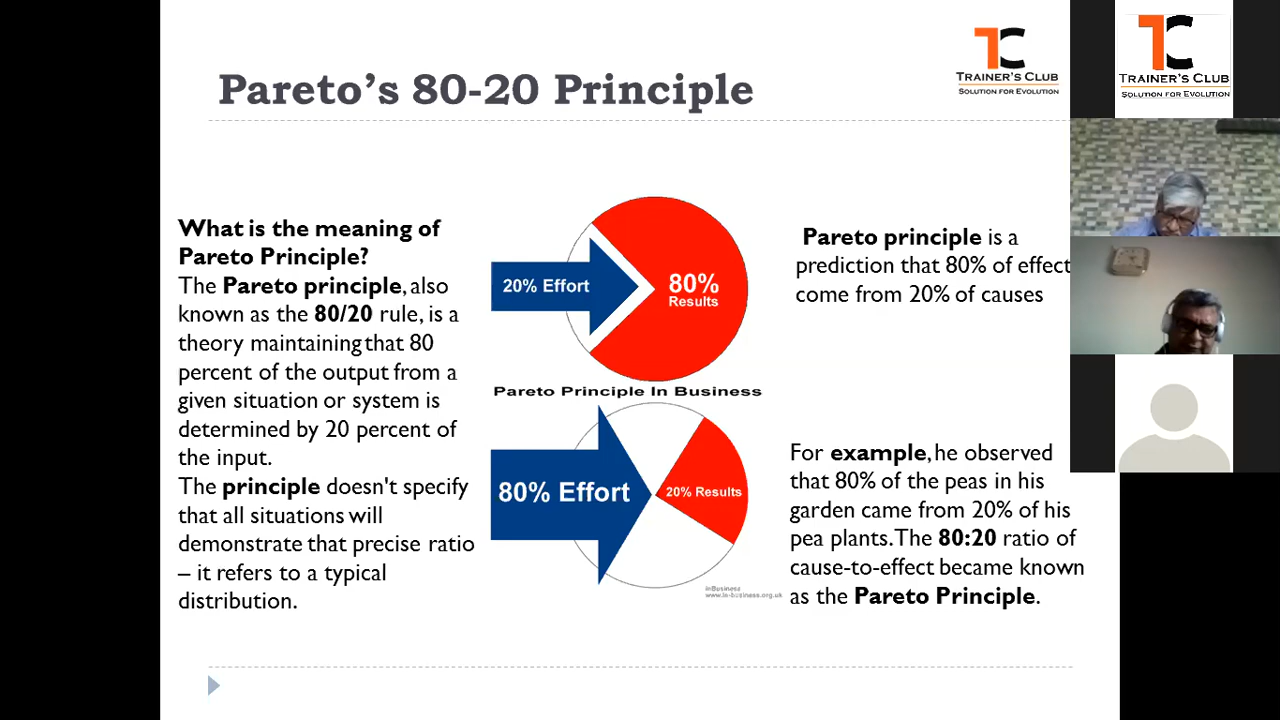 Pareto's 80-20 Principle
TC
TRAINER'S CLUB
SOLUTION FOR EVOLUTION
TC
TRAINER'S CLUB
SOLUTION FOR EVOLUTION
What is the meaning of
Pareto Principle?
The Pareto principle, also
known as the 80/20 rule, is a
theory maintaining that 80
percent of the output from a
given situation or system is
determined by 20 percent of
the input.
The principle doesn't specify
that all situations will
demonstrate that precise ratio
– it refers to a typical
distribution.
20% Effort
80%
Results
Pareto Principle In Business
80% Effort
20% Results
InBusiness
www.in-business.org.uk
Pareto principle is a
prediction that 80% of effect
come from 20% of causes
For example, he observed
that 80% of the peas in his
garden came from 20% of his
pea plants. The 80:20 ratio of
cause-to-effect became known
as the Pareto Principle.